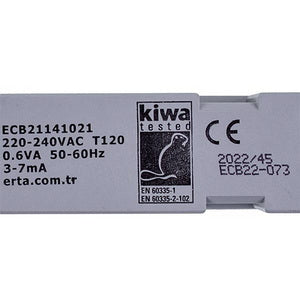 ECB21141021
220-240VAC T120
0.6VA 50-60Hz
3-7mA
erta.com.tr
kiwa
tested
EN 60335-1
EN 60335-2-102
CE
2022/45
ECB22-073